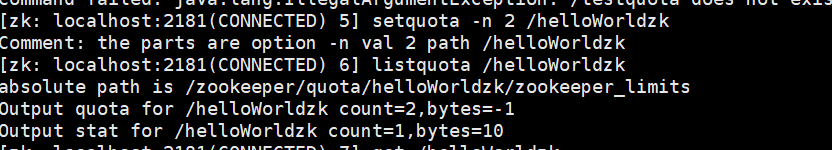 Command failed: java.lang.IllegalArgumentException: /testquota does not exis
[zk: localhost:2181(CONNECTED) 5] setquota -n 2 /helloWorldzk
Comment: the parts are option -n val 2 path /helloWorldzk
[zk: localhost:2181(CONNECTED) 6] listquota /helloWorldzk
absolute path is /zookeeper/quota/helloWorldzk/zookeeper_limits
Output quota for /helloWorldzk count=2,bytes=-1
Output stat for /helloWorldzk count=1,bytes=10
[zk: localhost:2181(CONNECTED) 7] get /helloWorldzk